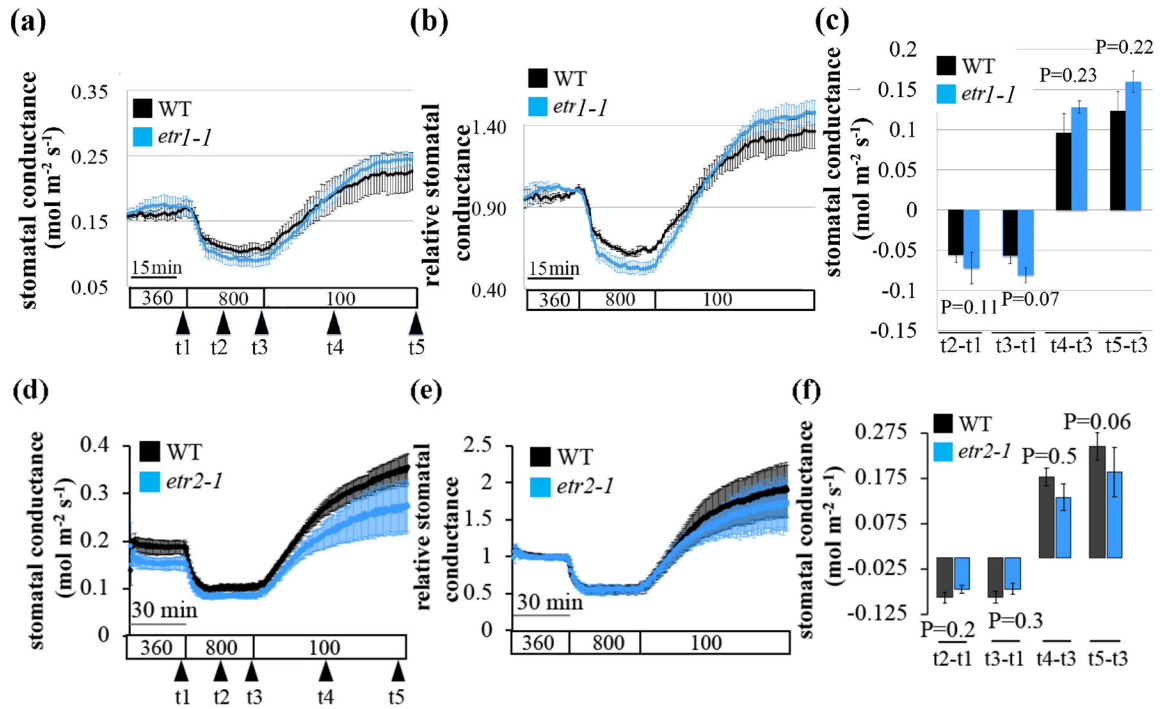 (a)
stomatal conductance
(mol m⁻² s⁻¹)
0.35
0.25
0.15
0.05
WT
etr1-1
15min
360 800 100
t1 t2 t3 t4 t5
(b)
relative stomatal
conductance
1.40
0.90
0.40
WT
etr1-1
15min
360 800 100
(c)
stomatal conductance
(mol m⁻² s⁻¹)
0.2
0.15
0.1
0.05
0
-0.05
-0.1
-0.15
WT
etr1-1
P=0.22
P=0.23
P=0.11
P=0.07
t2-t1 t3-t1 t4-t3 t5-t3
(d)
stomatal conductance
(mol m⁻² s⁻¹)
0.4
0.3
0.2
0.1
0
WT
etr2-1
30 min
360 800 100
t1 t2 t3 t4 t5
(e)
relative stomatal
conductance
2.5
2
1.5
1
0.5
0
WT
etr2-1
30 min
360 800 100
(f)
stomatal conductance
(mol m⁻² s⁻¹)
0.275
0.175
0.075
-0.025
-0.125
WT
etr2-1
P=0.06
P=0.5
P=0.2
P=0.3
t2-t1 t3-t1 t4-t3 t5-t3